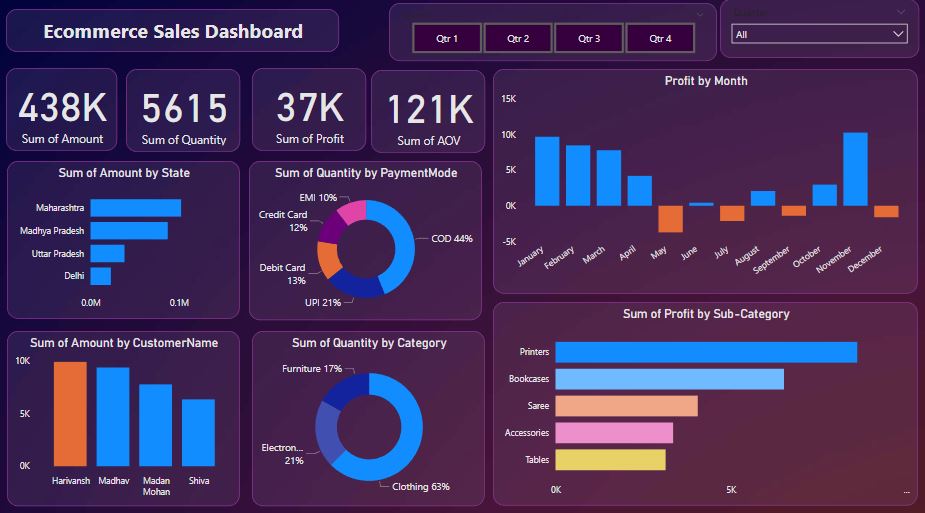 Ecommerce Sales Dashboard
Qtr 1
Qtr 2
Qtr 3
Qtr 4
Quarter
All
438K
Sum of Amount
5615
Sum of Quantity
37K
Sum of Profit
121K
Sum of AOV
Profit by Month
15K
10K
5K
0K
-5K
January
February
March
April
May
June
July
August
September
October
November
December
Sum of Amount by State
Maharashtra
Madhya Pradesh
Uttar Pradesh
Delhi
0.0M
0.1M
Sum of Quantity by PaymentMode
EMI 10%
Credit Card
12%
Debit Card
13%
UPI 21%
COD 44%
Sum of Profit by Sub-Category
Printers
Bookcases
Saree
Accessories
Tables
0K
5K
...
Sum of Amount by CustomerName
10K
5K
0K
Harivansh
Madhav
Madan
Mohan
Shiva
Sum of Quantity by Category
Furniture 17%
Electron...
21%
Clothing 63%